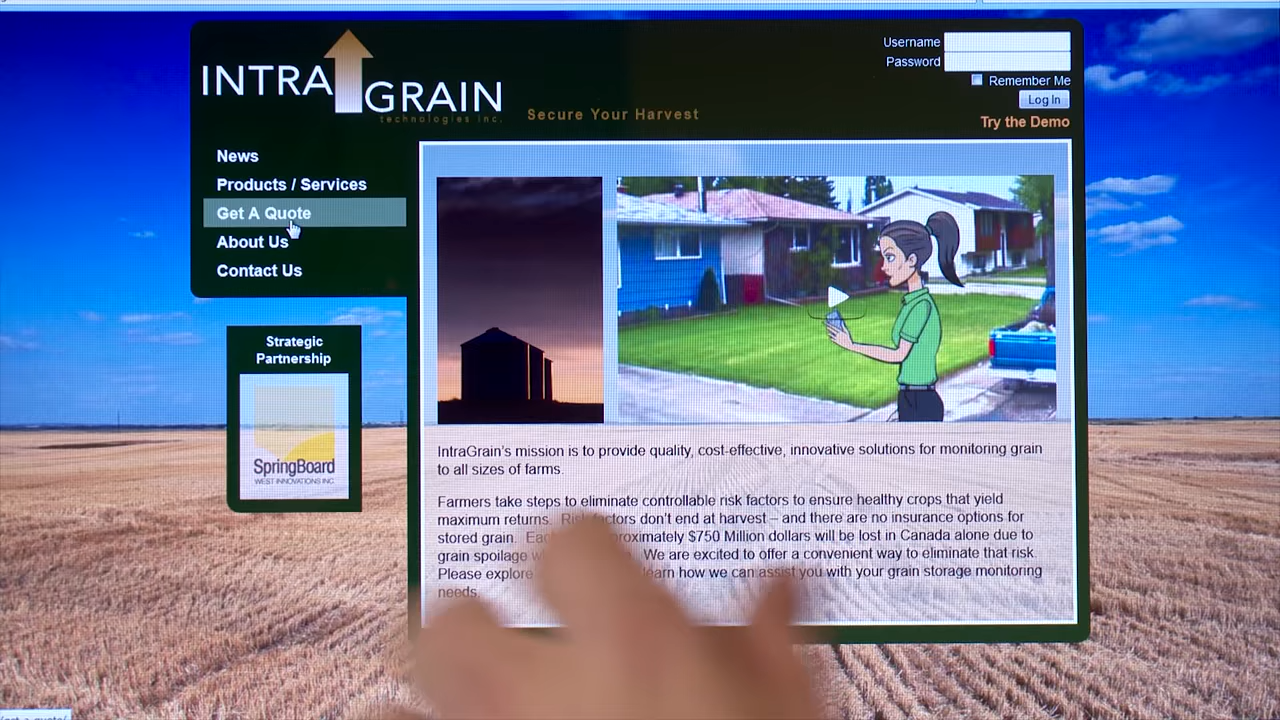 INTRA GRAIN
technologies inc.
Secure Your Harvest
Username
Password
Remember Me
Log In
Try the Demo
News
Products / Services
Get A Quote
About Us
Contact Us
Strategic
Partnership
SpringBoard
WEST INNOVATIONS INC.
IntraGrain's mission is to provide quality, cost-effective, innovative solutions for monitoring grain
to all sizes of farms.
Farmers take steps to eliminate controllable risk factors to ensure healthy crops that yield
maximum returns. Risk factors don't end at harvest – and there are no insurance options for
stored grain. $750 Million dollars will be lost in Canada alone due to
grain spoilage We are excited to offer a convenient way to eliminate that risk.
Please explore learn how we can assist you with your grain storage monitoring
needs.